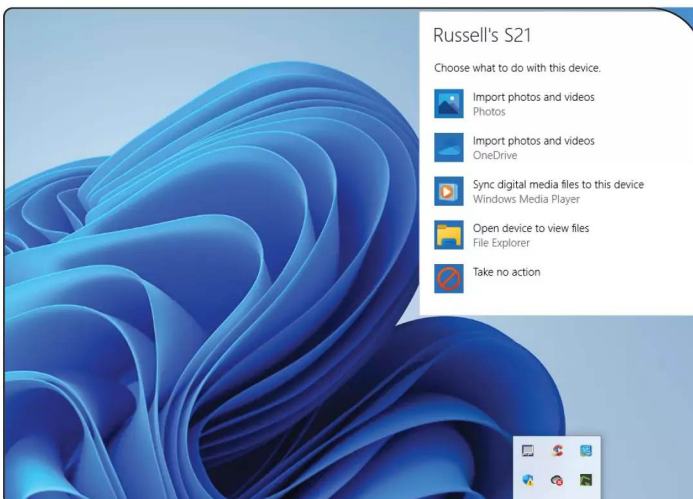 Russell's S21
Choose what to do with this device.
Import photos and videos
Photos
Import photos and videos
OneDrive
Sync digital media files to this device
Windows Media Player
Open device to view files
File Explorer
Take no action